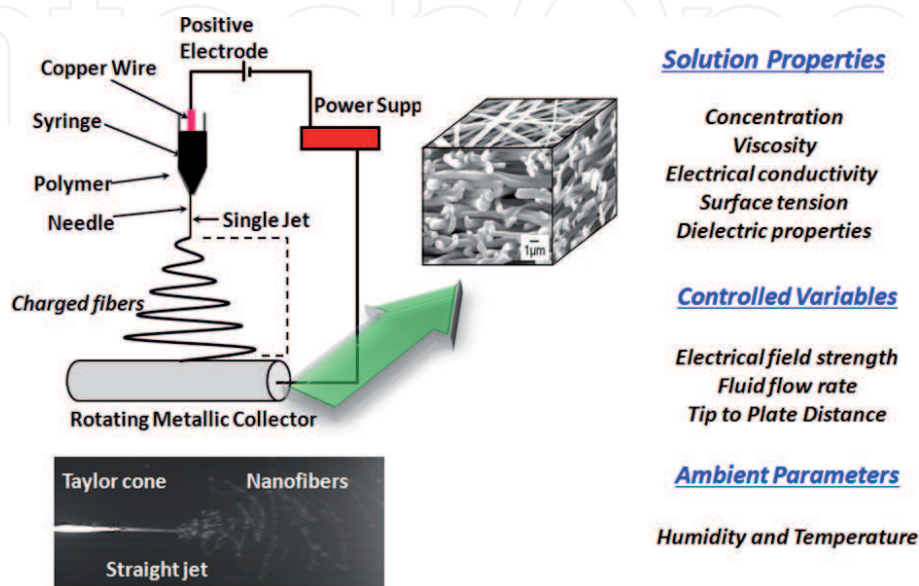 Positive
Electrode
Copper Wire
Power Supp
Syringe
Polymer
Needle
Single Jet
Charged fibers
Rotating Metallic Collector
1µm
Taylor cone
Nanofibers
Straight jet
Solution Properties
Concentration
Viscosity
Electrical conductivity
Surface tension
Dielectric properties
Controlled Variables
Electrical field strength
Fluid flow rate
Tip to Plate Distance
Ambient Parameters
Humidity and Temperature